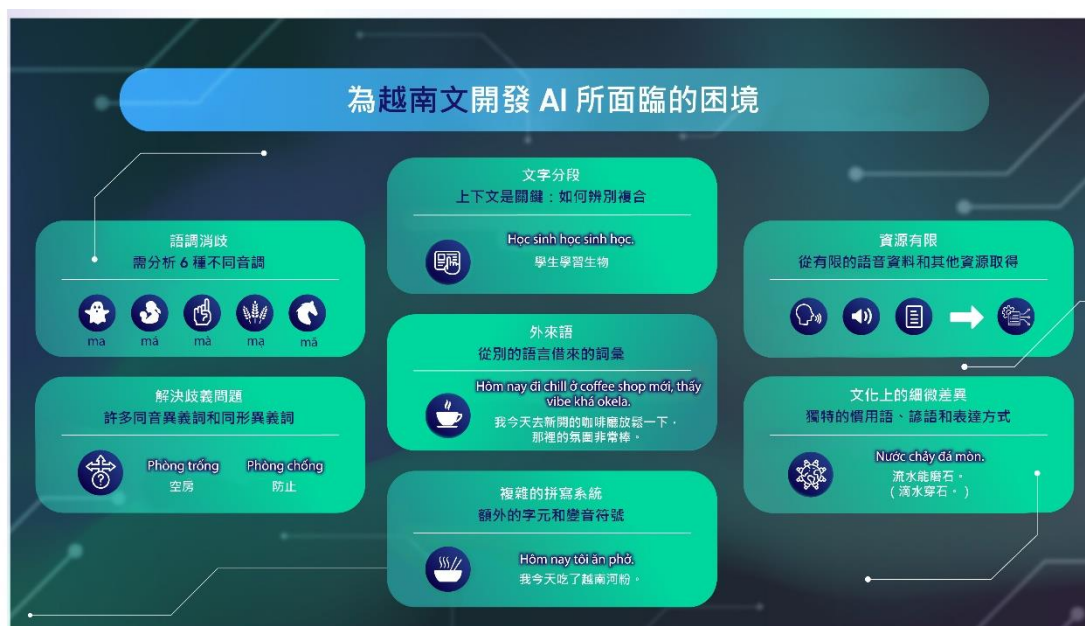 為越南文開發 AI 所面臨的困境
語調消歧
需分析 6 種不同音調
ma
má
mà
mạ
mã
解決歧義問題
許多同音異義詞和同形異義詞
Phòng trống
空房
Phòng chống
防止
文字分段
上下文是關鍵：如何辨別複合
Học sinh học sinh học.
學生學習生物
外來語
從別的語言借來的詞彙
Hôm nay đi chill ở coffee shop mới, thấy
vibe khá okela.
我今天去新開的咖啡廳放鬆一下，
那裡的氛圍非常棒。
複雜的拼寫系統
額外的字元和變音符號
Hôm nay tôi ăn phở.
我今天吃了越南河粉。
資源有限
從有限的語音資料和其他資源取得
文化上的細微差異
獨特的慣用語、諺語和表達方式
Nước chảy đá mòn.
流水能磨石。
（滴水穿石。）